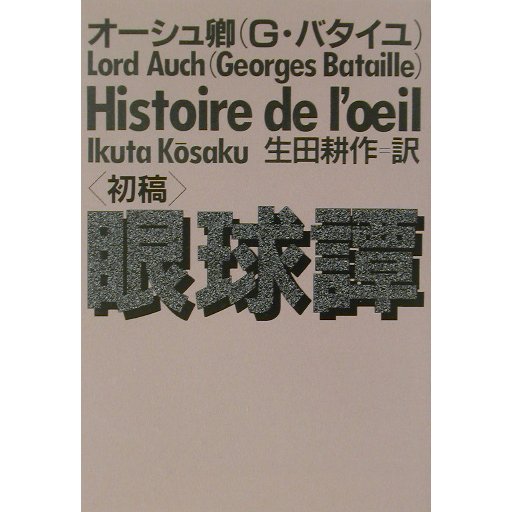 オーシュ卿(G・バタイユ)
Lord Auch (Georges Bataille)
Histoire de l'œil
Ikuta Kōsaku 生田耕作=訳
〈初稿〉
眼球譚